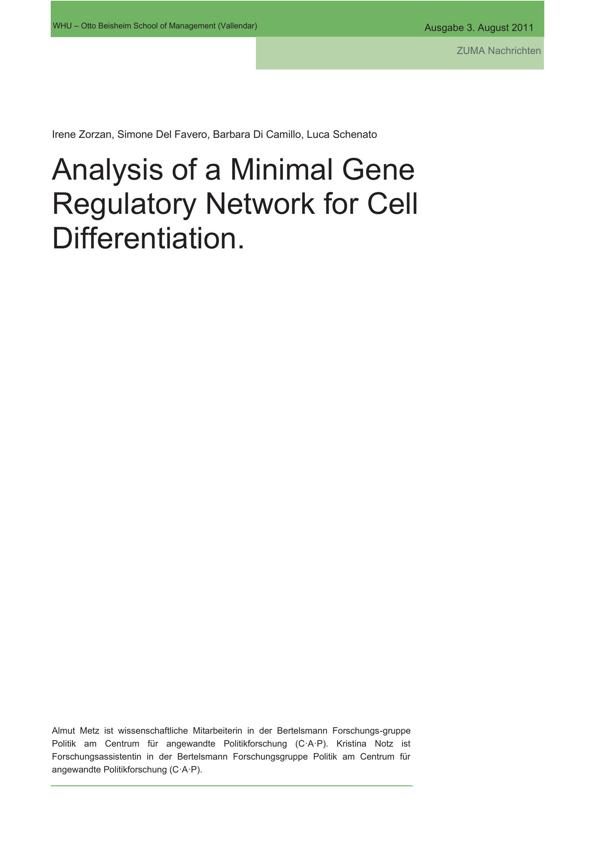 WHU – Otto Beisheim School of Management (Vallendar)
Ausgabe 3. August 2011
ZUMA Nachrichten
Irene Zorzan, Simone Del Favero, Barbara Di Camillo, Luca Schenato
Analysis of a Minimal Gene
Regulatory Network for Cell
Differentiation.
Almut Metz ist wissenschaftliche Mitarbeiterin in der Bertelsmann Forschungs-gruppe
Politik am Centrum für angewandte Politikforschung (C·A·P). Kristina Notz ist
Forschungsassistentin in der Bertelsmann Forschungsgruppe Politik am Centrum für
angewandte Politikforschung (C·A·P).